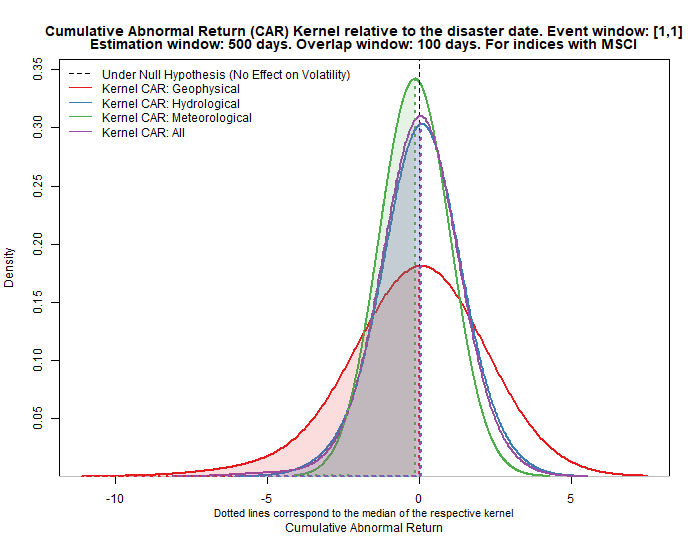 Cumulative Abnormal Return (CAR) Kernel relative to the disaster date. Event window: [1,1]
Estimation window: 500 days. Overlap window: 100 days. For indices with MSCI
Under Null Hypothesis (No Effect on Volatility)
Kernel CAR: Geophysical
Kernel CAR: Hydrological
Kernel CAR: Meteorological
Kernel CAR: All
0.35
0.30
0.25
0.20
0.15
0.10
0.05
Density
-10 -5 0 5
Dotted lines correspond to the median of the respective kernel
Cumulative Abnormal Return